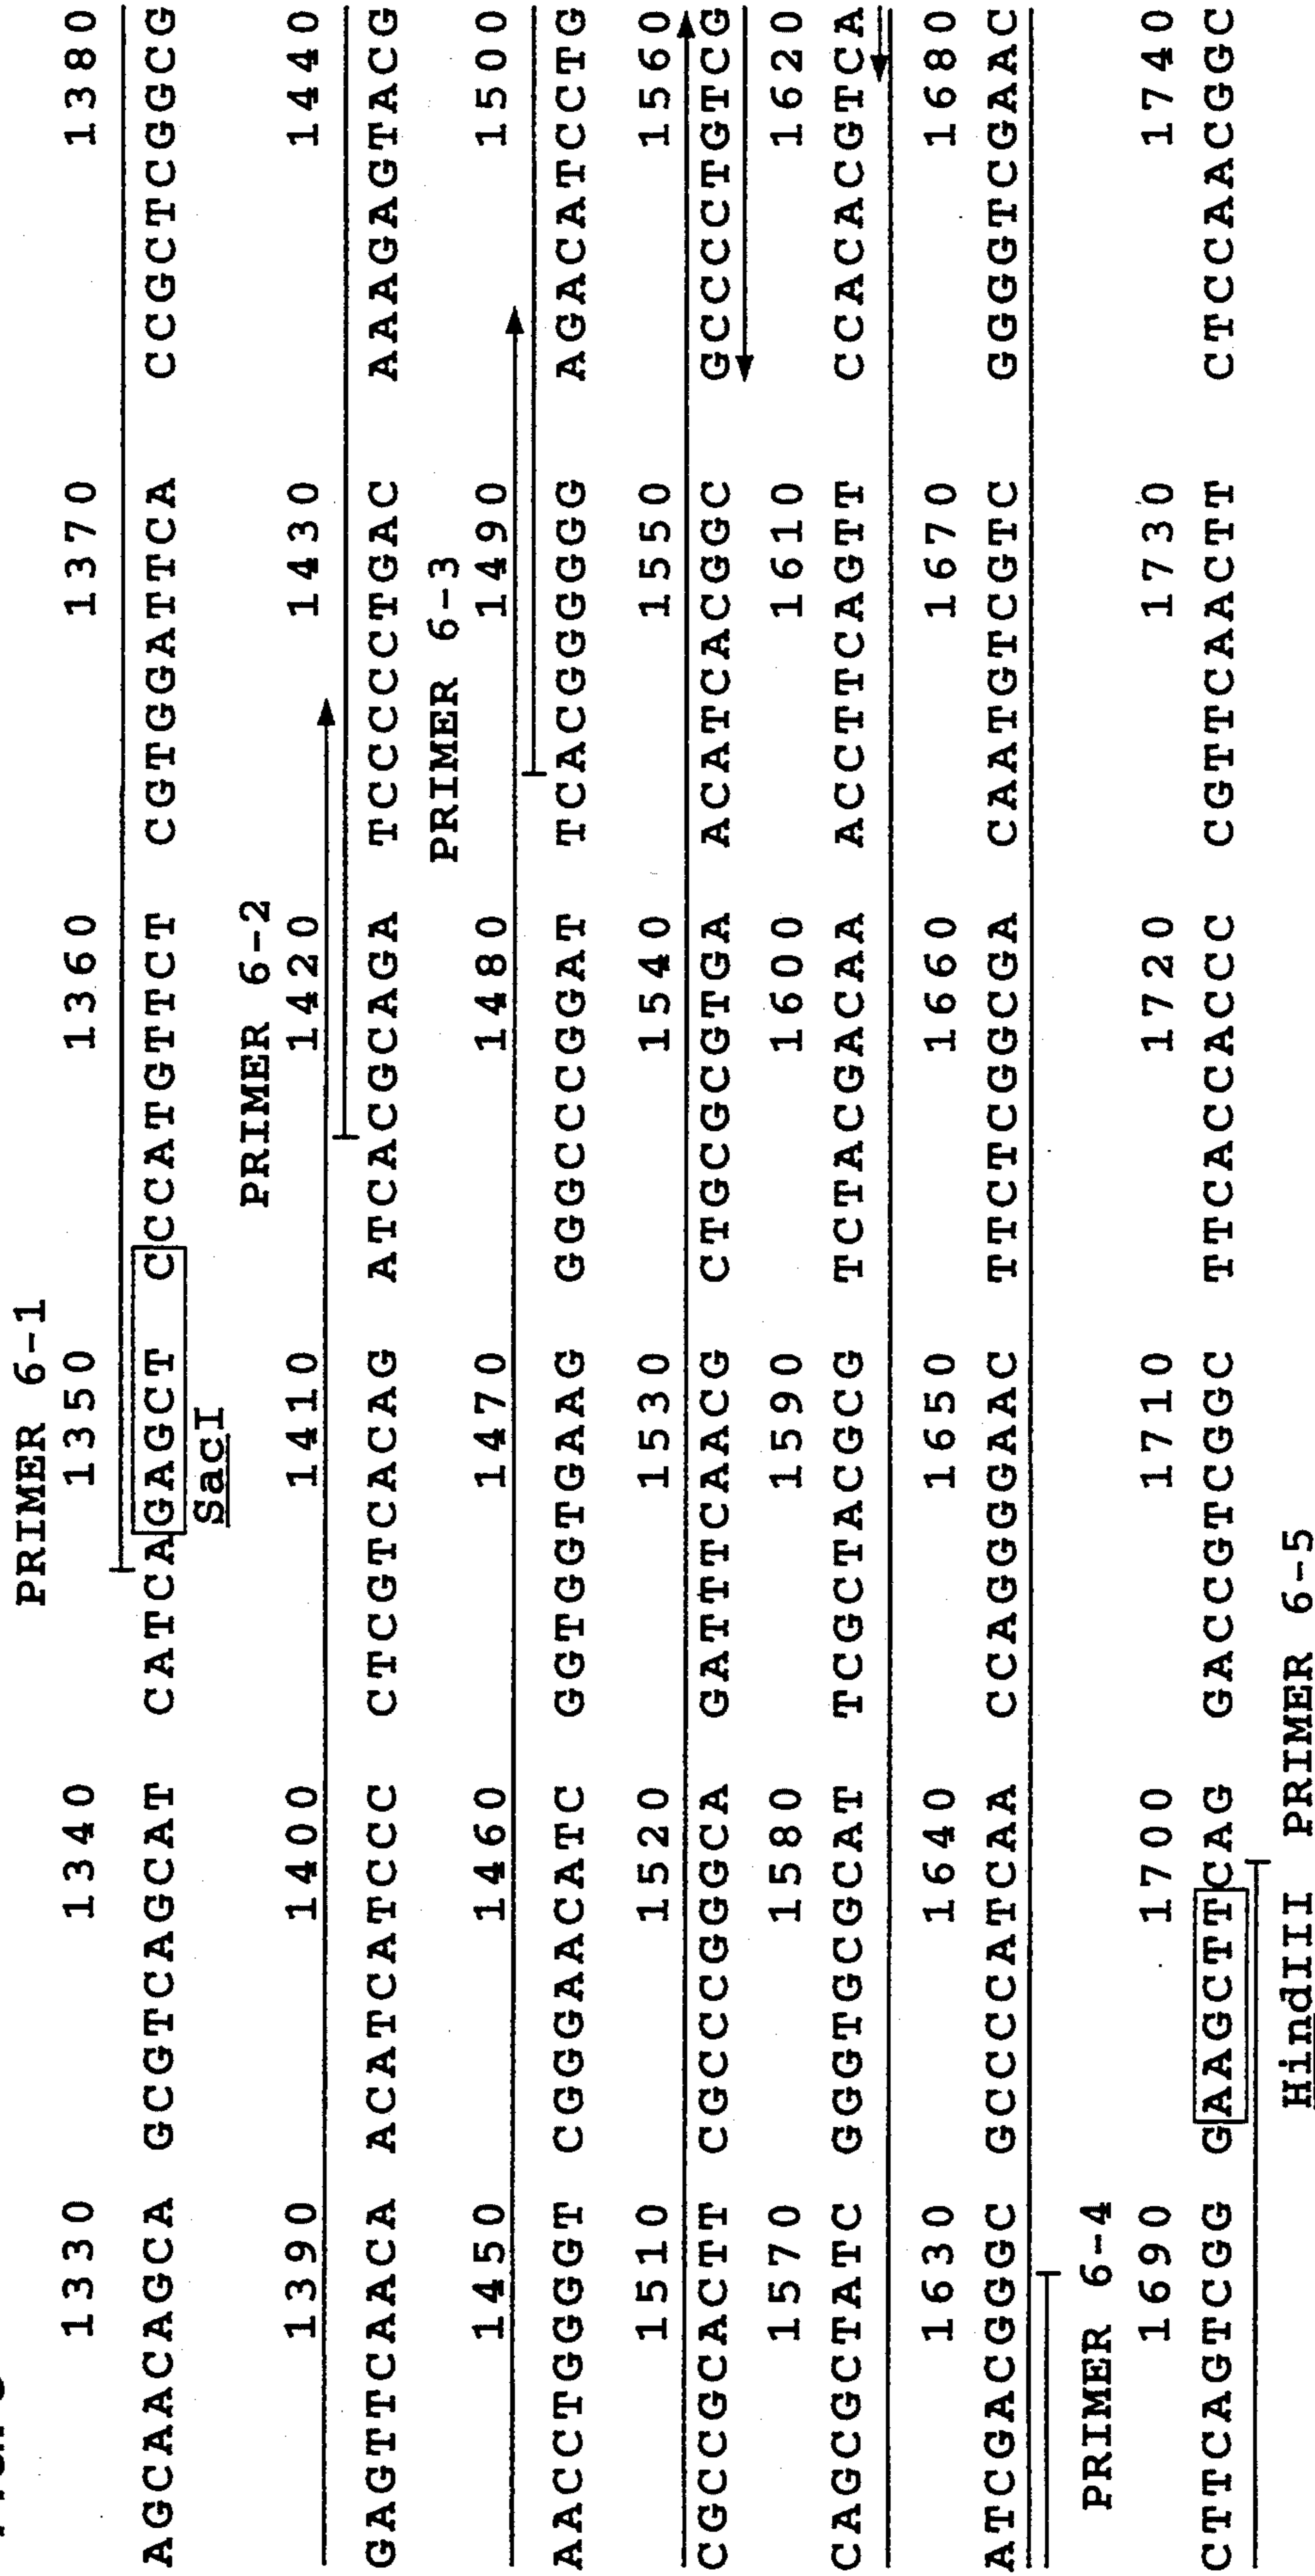 PRIMER 6-1
1330 1340 1350 1360 1370 1380
AGCAACAGCA GCGTCAGCAT CATCAGAGCT CCCATGTTCT CGTGGATTCA CCGCTCGGCG
SacI
PRIMER 6-2
1390 1400 1410 1420 1430 1440
GAGTTCAACA ACATCATCCC CTCGTCACAG ATCACGCAGA TCCCCCTGAC AAAGAGTACG
PRIMER 6-3
1450 1460 1470 1480 1490 1500
AACCTGGGGT CGGGAACATC GGTGGTGAAG GGGCCCGGAT TCACGGGGGG AGACATCCTG
1510 1520 1530 1540 1550 1560
CGCCGCACTT CGCCCGGGCA GATTTCAACG CTGCGCGTGA ACATCACGGC GCCCCTGTCG
1570 1580 1590 1600 1610 1620
CAGCGCTATC GGGTGCGCAT TCGCTACGCG TCTACGACAA ACCTTCAGTT CCACACGTCA
1630 1640 1650 1660 1670 1680
ATCGACGGGC GCCCCATCAA CCAGGGGAAC TTCTCGGCGA CAATGTCGTC GGGGTCGAAC
PRIMER 6-4
1690 1700 1710 1720 1730 1740
CTTCAGTCGG GAAGCTTCAG GACCGTCGGC TTCACCACCC CGTTCAACTT CTCCAACGGC
HindIII PRIMER 6-5